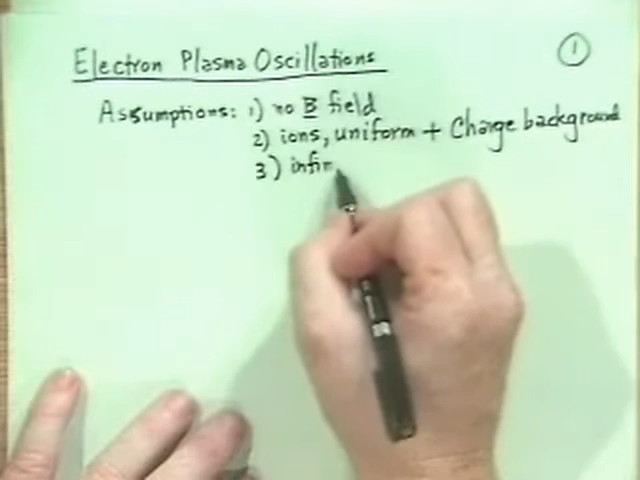 Electron Plasma Oscillations
1
Assumptions: 1) no B field
2) ions, uniform + Charge background
3) infin